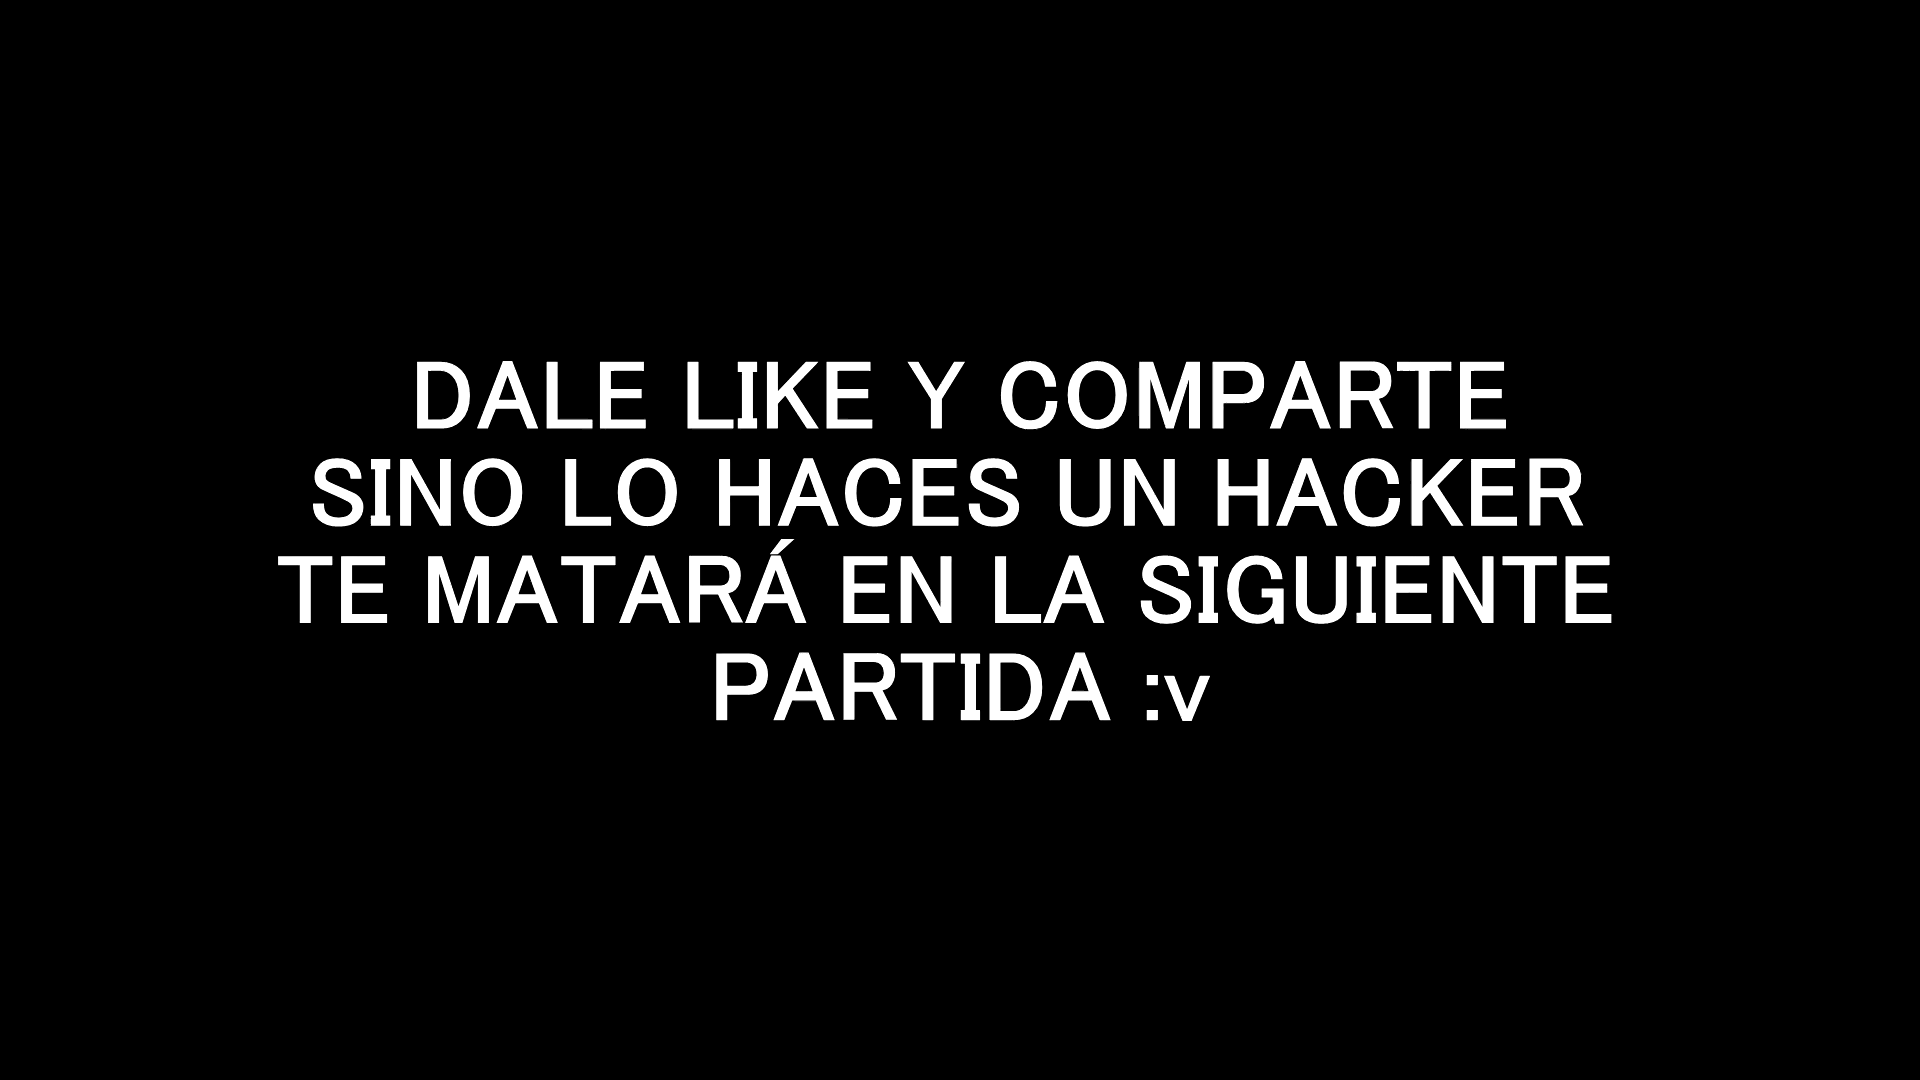 DALE LIKE Y COMPARTE
SINO LO HACES UN HACKER
TE MATARÁ EN LA SIGUIENTE
PARTIDA :v